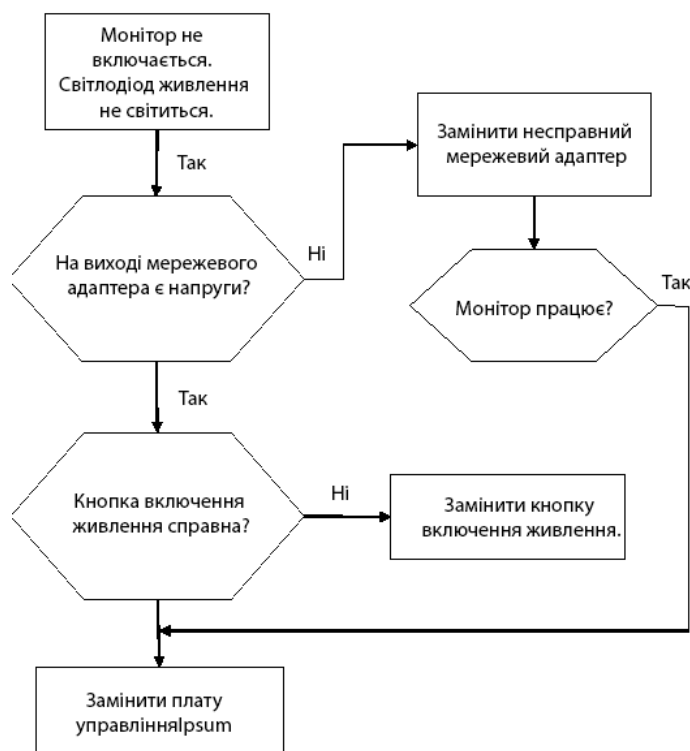 Монітор не
включається.
Світлодіод живлення
не світиться.
Так
Замінити несправний
мережевий адаптер
На виході мережевого
адаптера є напруги?
Ні
Монітор працює?
Так
Так
Кнопка включення
живлення справна?
Ні
Замінити кнопку
включення живлення.
Замінити плату
управлінняIpsum